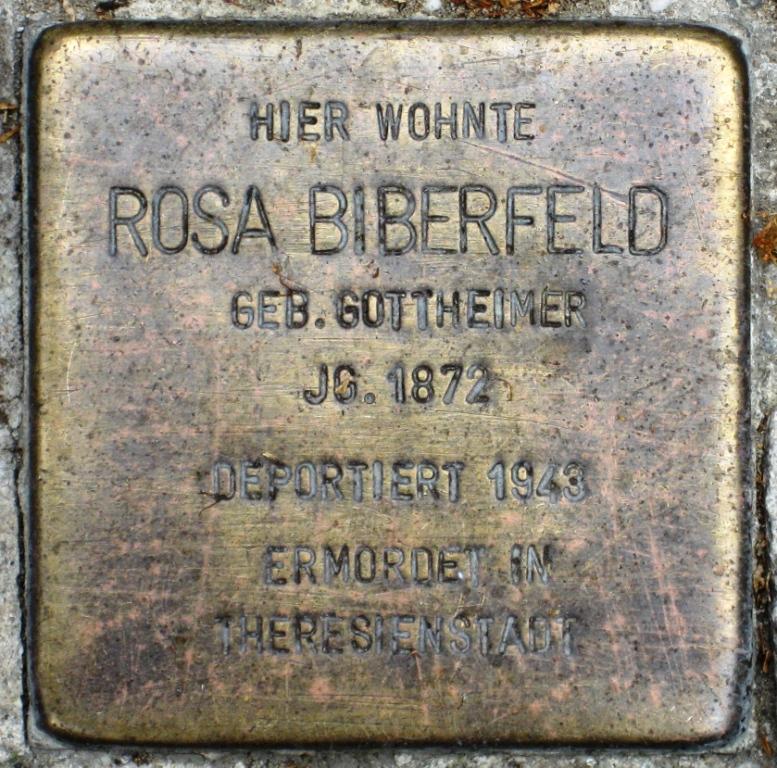 HIER WOHNTE
ROSA BIBERFELD
GEB. GOTTHEIMER
JG. 1872
DEPORTIERT 1943
ERMORDET IN
THERESIENSTADT